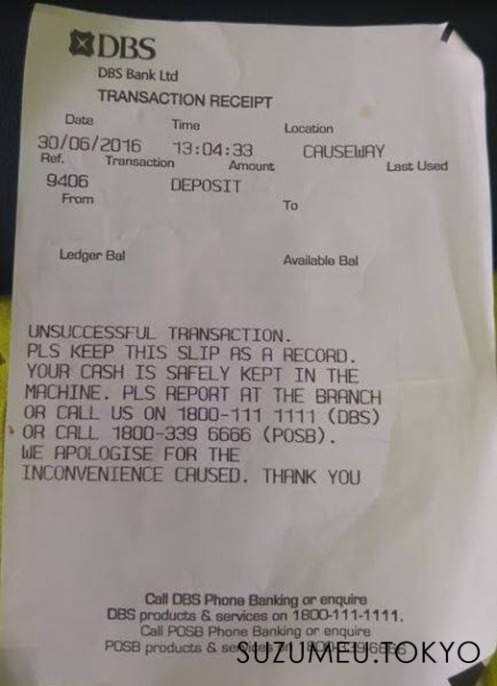 DBS
DBS Bank Ltd
TRANSACTION RECEIPT
Date Time Location
30/06/2016 13:04:33 CAUSEWAY
Ref. Transaction Amount Last Used
9406 DEPOSIT
From To
Ledger Bal Available Bal
UNSUCCESSFUL TRANSACTION.
PLS KEEP THIS SLIP AS A RECORD.
YOUR CASH IS SAFELY KEPT IN THE
MACHINE. PLS REPORT AT THE BRANCH
OR CALL US ON 1800-111 1111 (DBS)
OR CALL 1800-339 6666 (POSB).
WE APOLOGISE FOR THE
INCONVENIENCE CAUSED. THANK YOU
Call DBS Phone Banking or enquire
DBS products & services on 1800-111-1111.
Call POSB Phone Banking or enquire
POSB products & services on 1800-339 6666
SUZUMEU.TOKYO